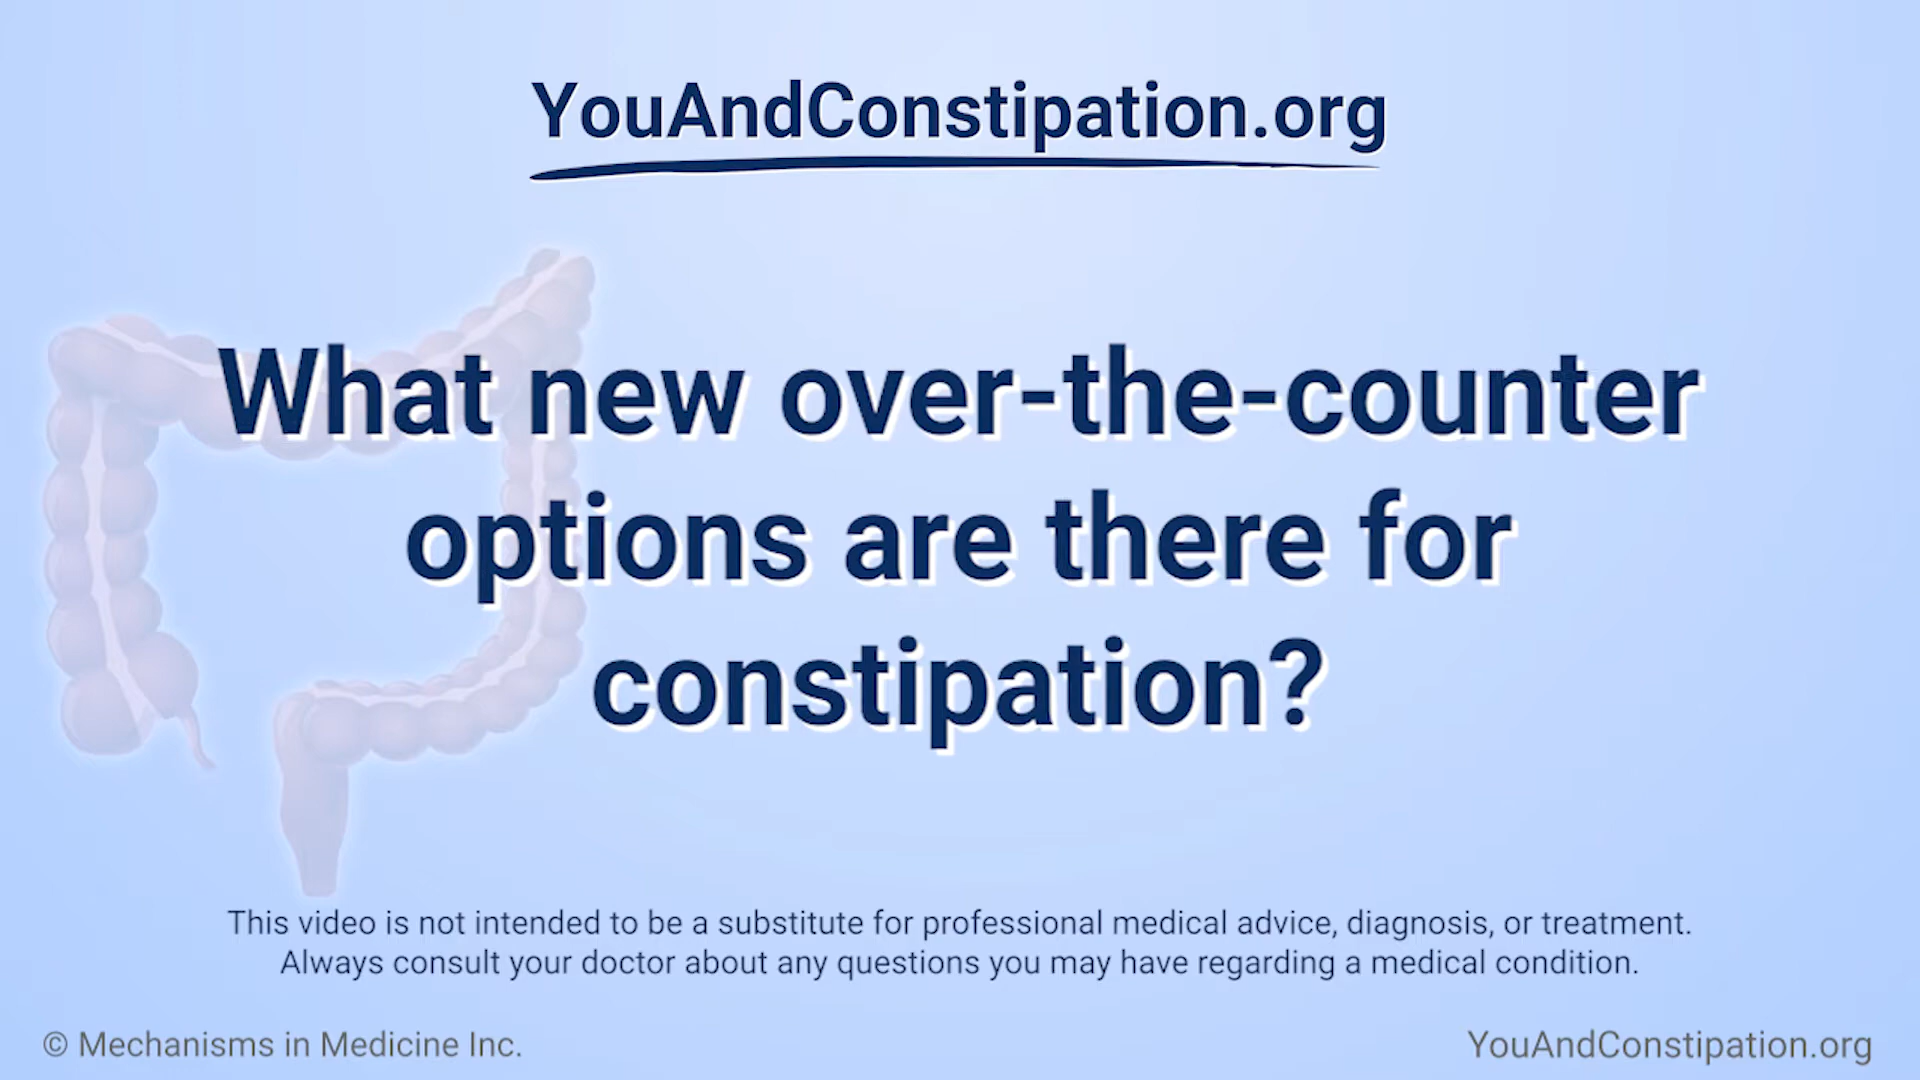 YouAndConstipation.org
What new over-the-counter
options are there for
constipation?
This video is not intended to be a substitute for professional medical advice, diagnosis, or treatment.
Always consult your doctor about any questions you may have regarding a medical condition.
© Mechanisms in Medicine Inc.
YouAndConstipation.org